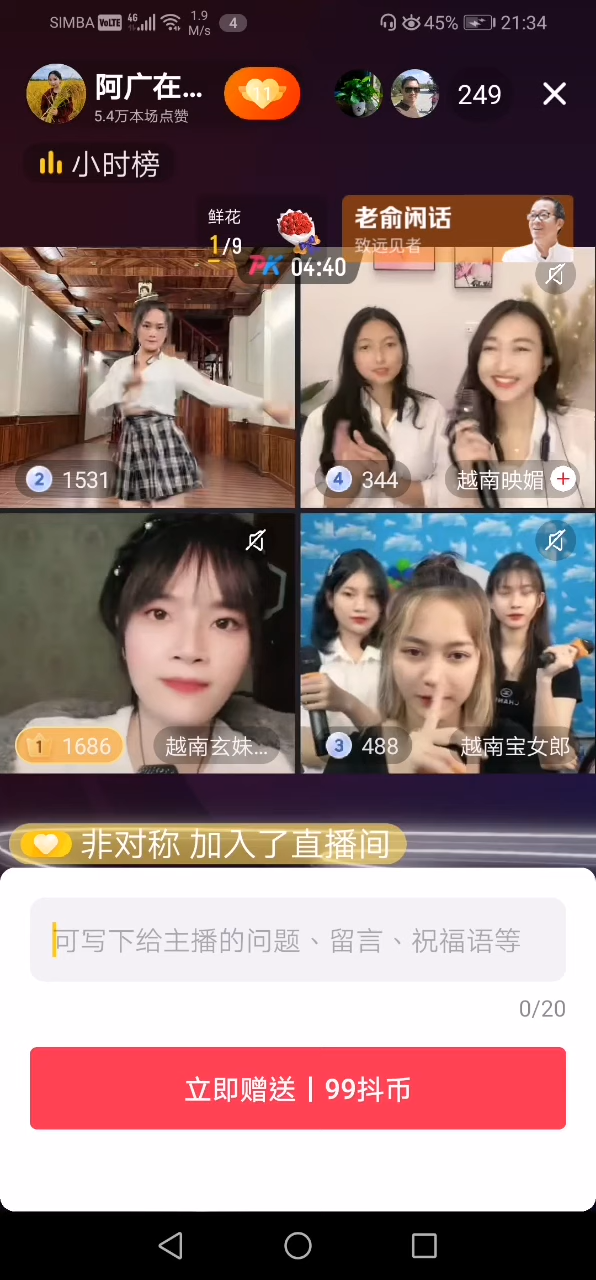 SIMBA VoLTE 4G 1.9 M/s 4 45% 21:34
阿广在...
5.4万本场点赞
11
249
小时榜
鲜花
1/9
老俞闲话
致远见者
PK 04:40
2 1531
4 344
越南映媚
1 1686
越南玄妹...
3 488
越南宝女郎
非对称 加入了直播间
可写下给主播的问题、留言、祝福语等
0/20
立即赠送 | 99抖币